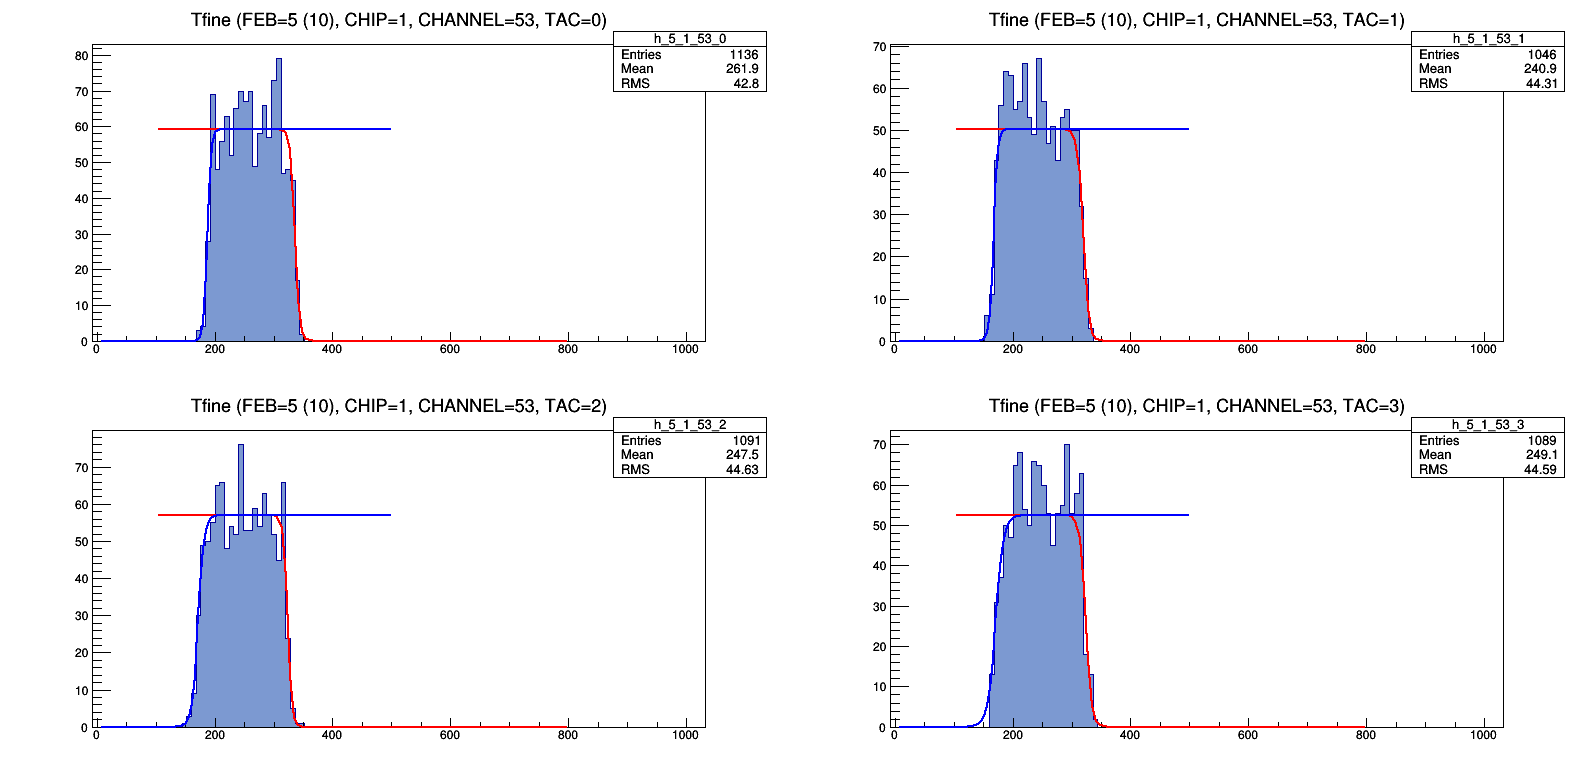 Tfine (FEB=5 (10), CHIP=1, CHANNEL=53, TAC=0)
h_5_1_53_0
Entries 1136
Mean 261.9
RMS 42.8
80
70
60
50
40
30
20
10
0
0 200 400 600 800 1000
Tfine (FEB=5 (10), CHIP=1, CHANNEL=53, TAC=1)
h_5_1_53_1
Entries 1046
Mean 240.9
RMS 44.31
70
60
50
40
30
20
10
0
0 200 400 600 800 1000
Tfine (FEB=5 (10), CHIP=1, CHANNEL=53, TAC=2)
h_5_1_53_2
Entries 1091
Mean 247.5
RMS 44.63
70
60
50
40
30
20
10
0
0 200 400 600 800 1000
Tfine (FEB=5 (10), CHIP=1, CHANNEL=53, TAC=3)
h_5_1_53_3
Entries 1089
Mean 249.1
RMS 44.59
70
60
50
40
30
20
10
0
0 200 400 600 800 1000